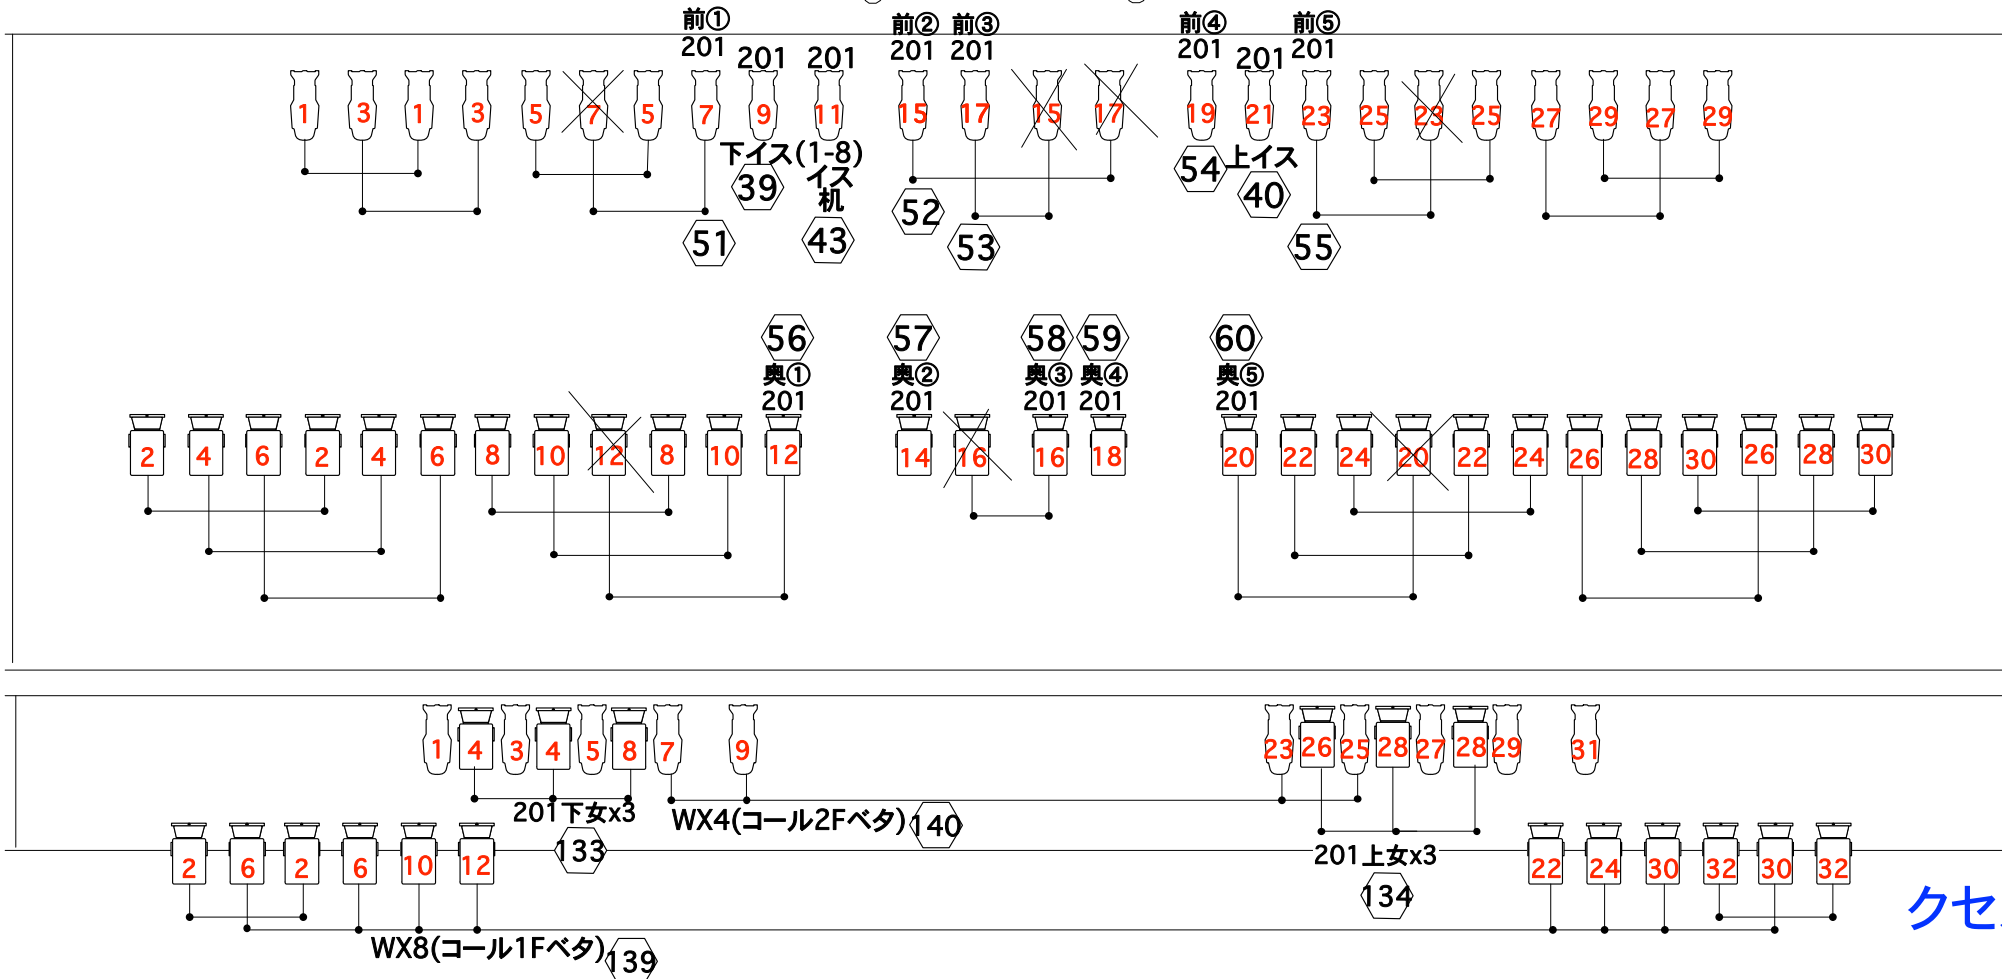 前① 前② 前③ 前④ 前⑤
201 201 201 201 201 201 201 201
1 3 1 3 5 7 5 7 9 11 15 17 15 17 19 21 23 25 23 25 27 29 27 29
下イス(1-8) 上イス
イス
机
39 54 40
51 43 52 53 55
56 57 58 59 60
奥① 奥② 奥③ 奥④ 奥⑤
201 201 201 201 201
2 4 6 2 4 6 8 10 12 8 10 12 14 16 16 18 20 22 24 20 22 24 26 28 30 26 28 30
1 4 3 4 5 8 7 9 23 26 25 28 27 28 29 31
201下女x3
133
WX4(コール2Fベタ) 140
201上女x3
134
2 6 2 6 10 12 22 24 30 32 30 32
クセ
WX8(コール1Fベタ) 139